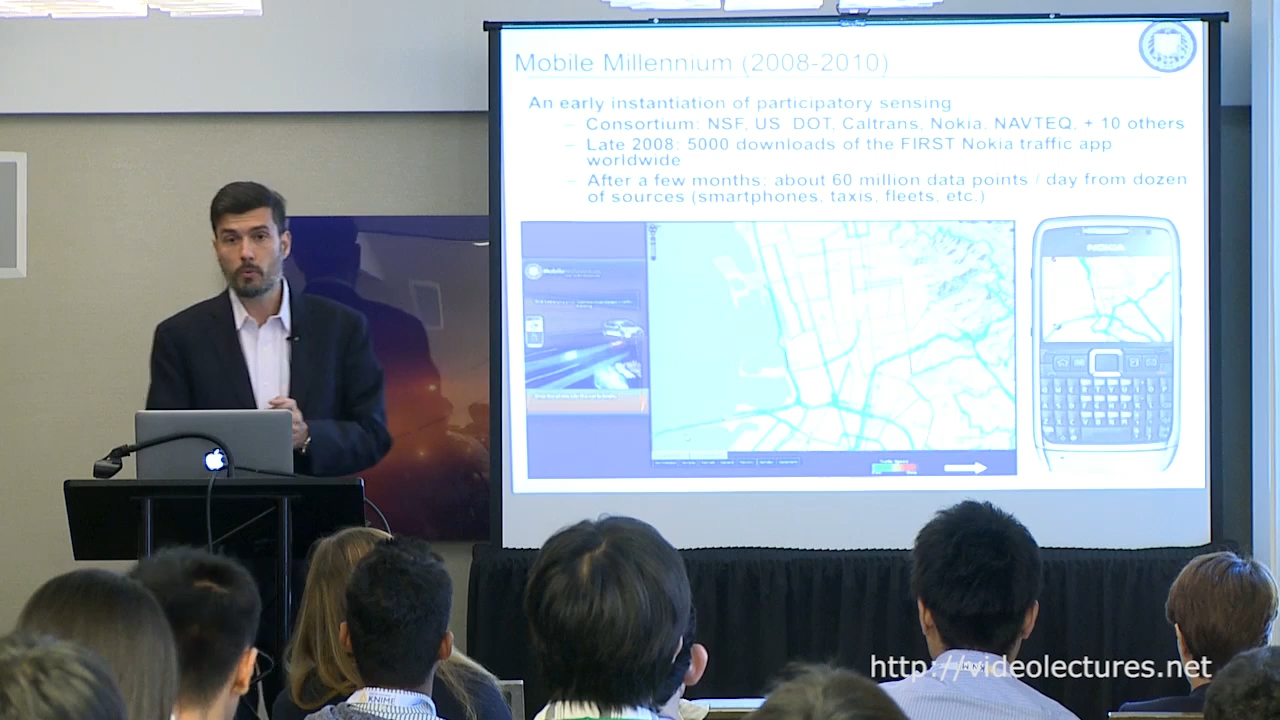 Mobile Millennium (2008-2010)
An early instantiation of participatory sensing
– Consortium: NSF, US DOT, Caltrans, Nokia, NAVTEQ, + 10 others
– Late 2008: 5000 downloads of the FIRST Nokia traffic app
worldwide
– After a few months: about 60 million data points / day from dozen
of sources (smartphones, taxis, fleets, etc.)
NOKIA
KNIME
http://videolectures.net